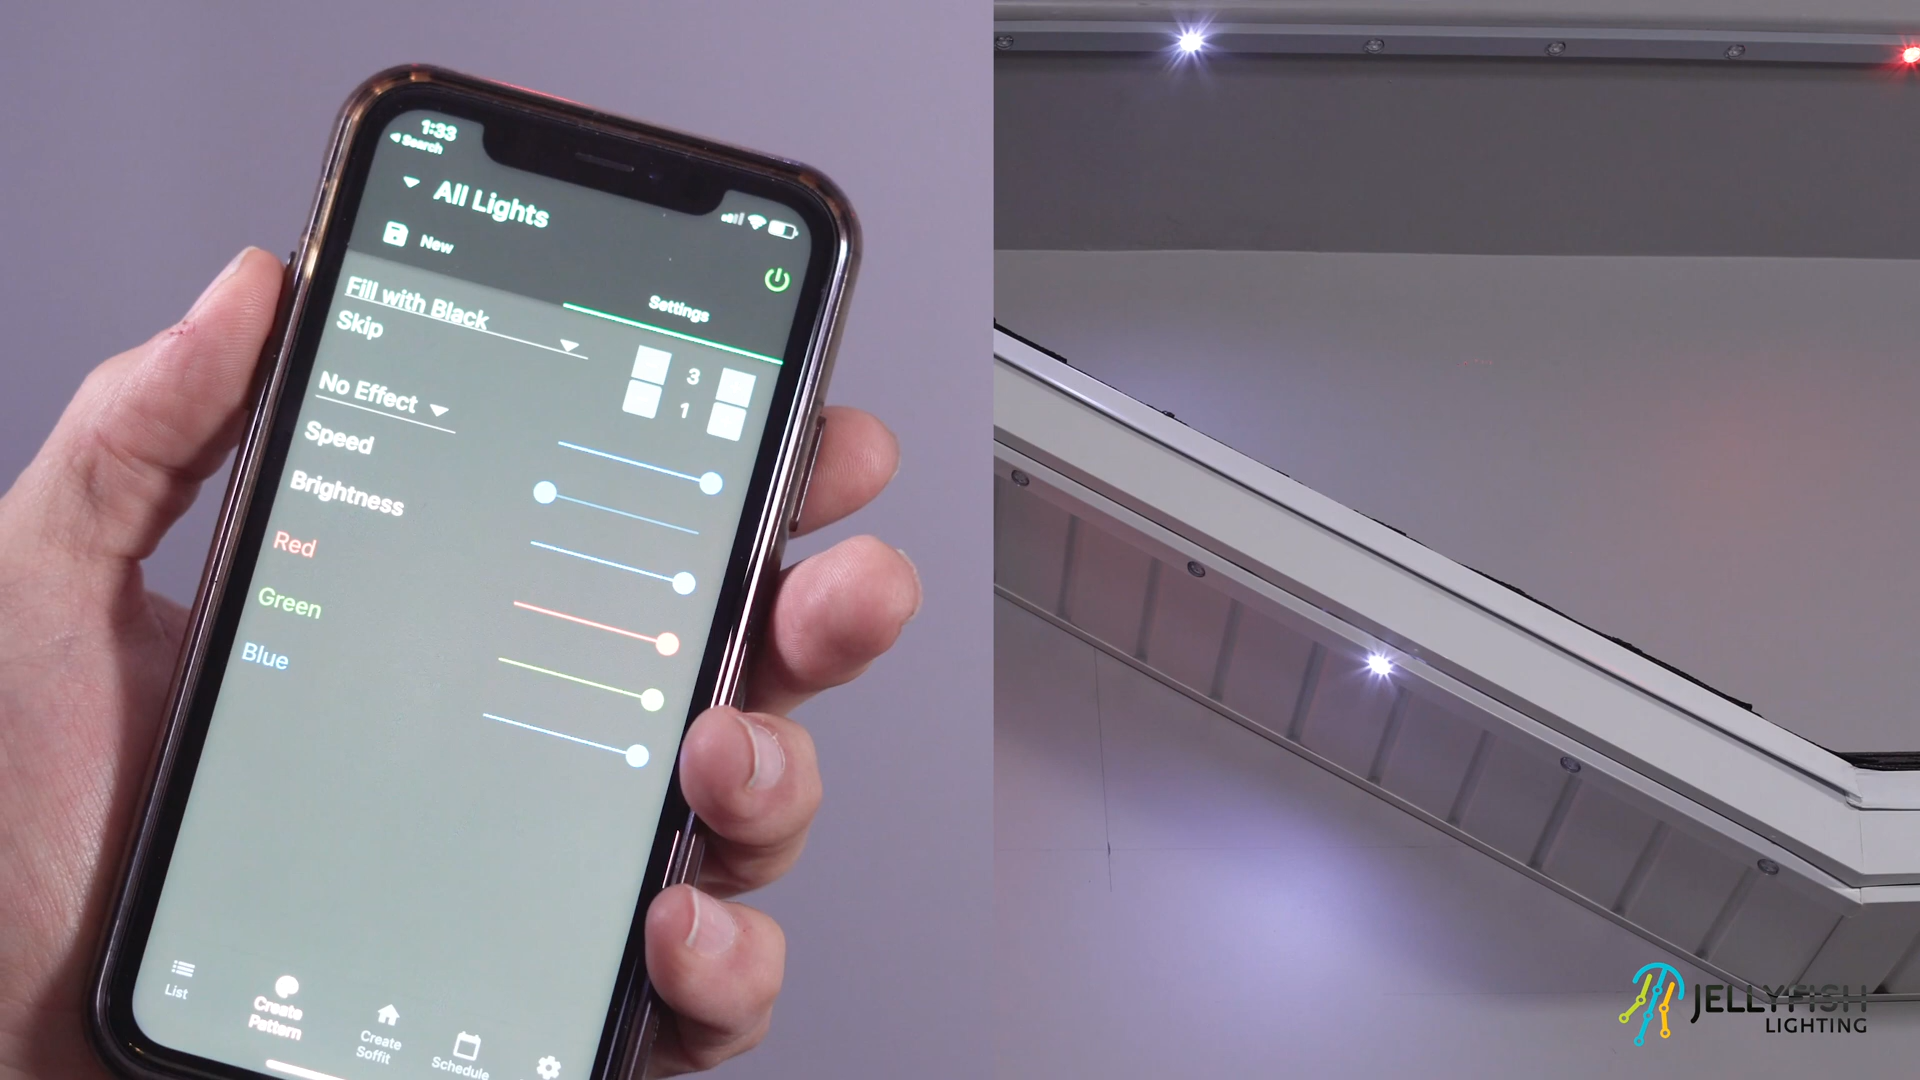 1:33
Search
All Lights
New
Settings
Fill with Black
Skip
3
1
No Effect
Speed
Brightness
Red
Green
Blue
List
Create
Pattern
Create
Soffit
Schedule
JELLYFISH
LIGHTING